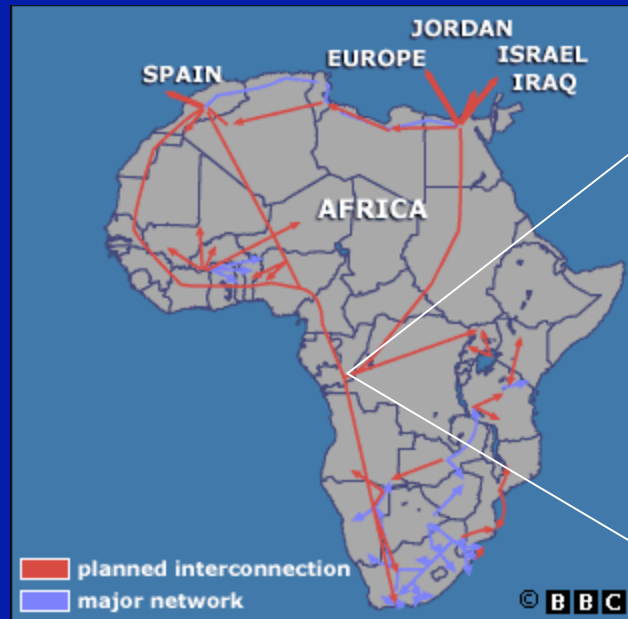 JORDAN
EUROPE
ISRAEL
SPAIN
IRAQ
AFRICA
planned interconnection
major network
© BBC